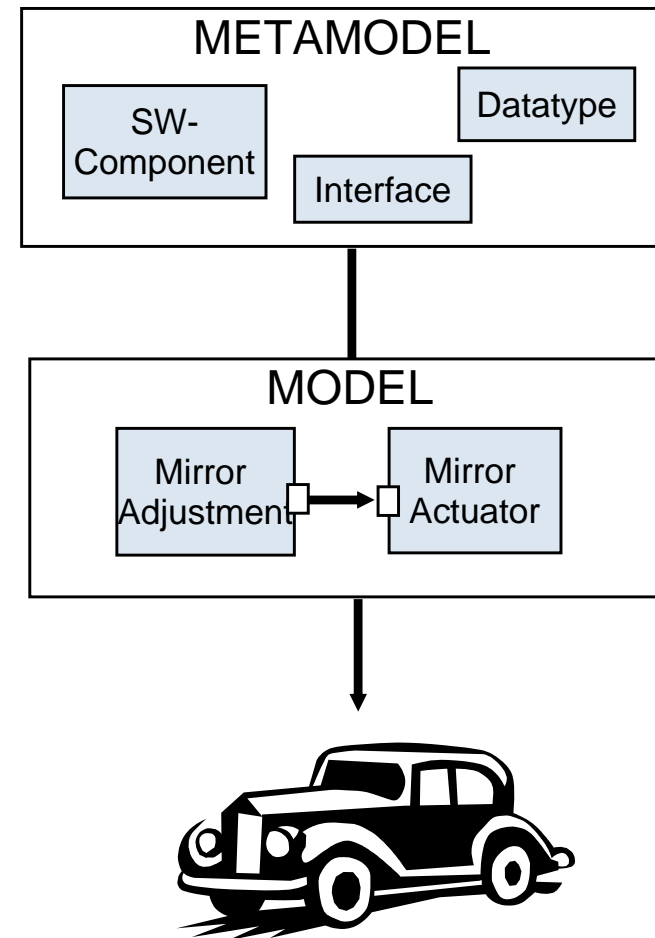 METAMODEL
SW-
Component
Datatype
Interface
MODEL
Mirror
Adjustment
Mirror
Actuator